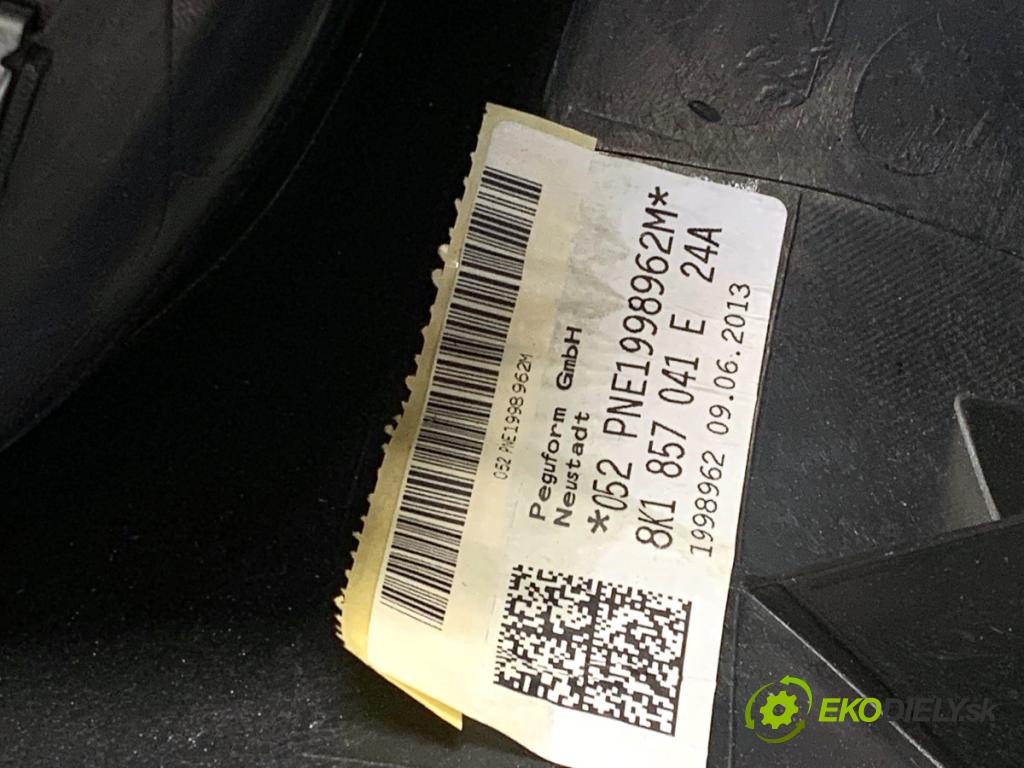 052 PNE1998962M
Peguform GmbH
Neustadt
*052 PNE1998962M*
8K1 857 041 E 24A
1998962 09.06.2013
EKODIELY.sk